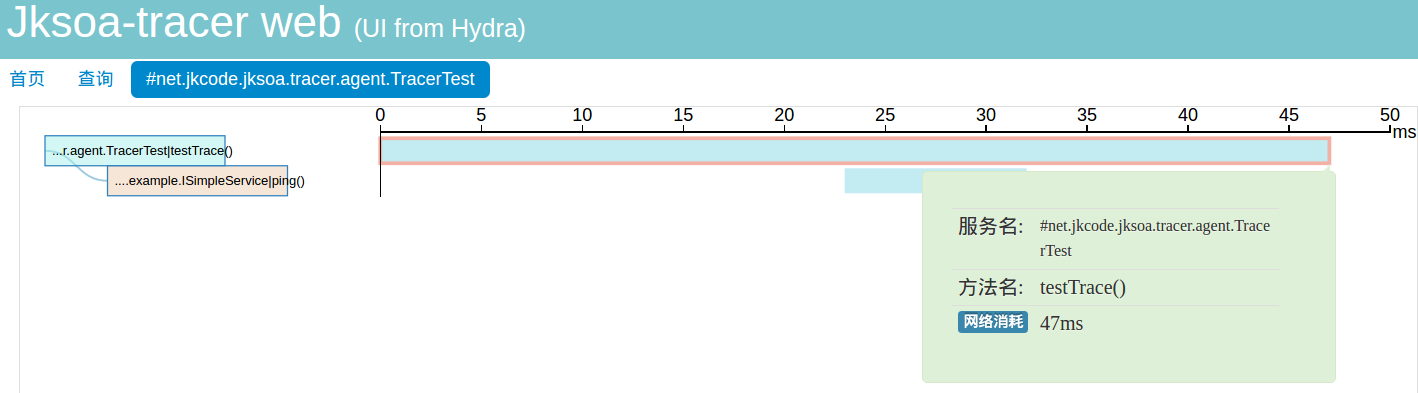 Jksoa-tracer web (UI from Hydra)
首页 查询 #net.jkcode.jksoa.tracer.agent.TracerTest
0 5 10 15 20 25 30 35 40 45 50
ms
...r.agent.TracerTest|testTrace()
....example.ISimpleService|ping()
服务名: #net.jkcode.jksoa.tracer.agent.Trace
rTest
方法名: testTrace()
网络消耗 47ms